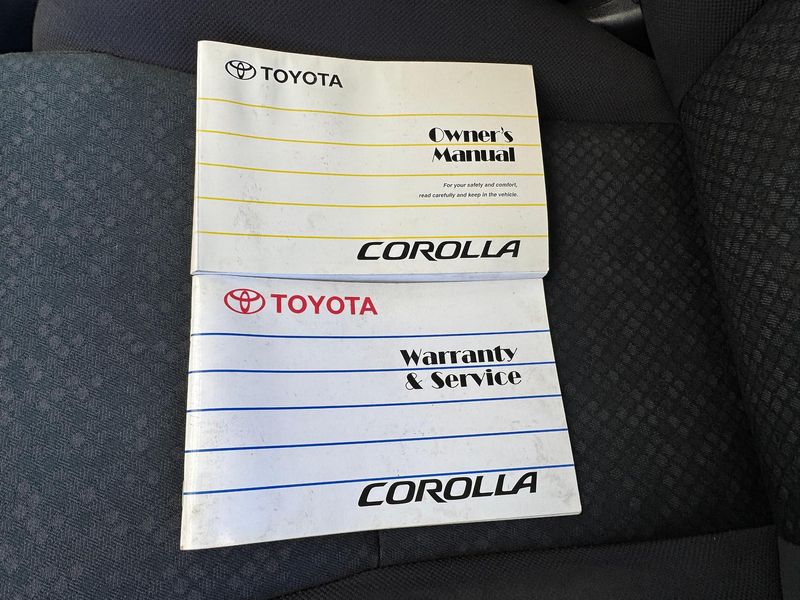 TOYOTA
Owner's
Manual
For your safety and comfort,
read carefully and keep in the vehicle.
COROLLA
TOYOTA
Warranty
& Service
COROLLA